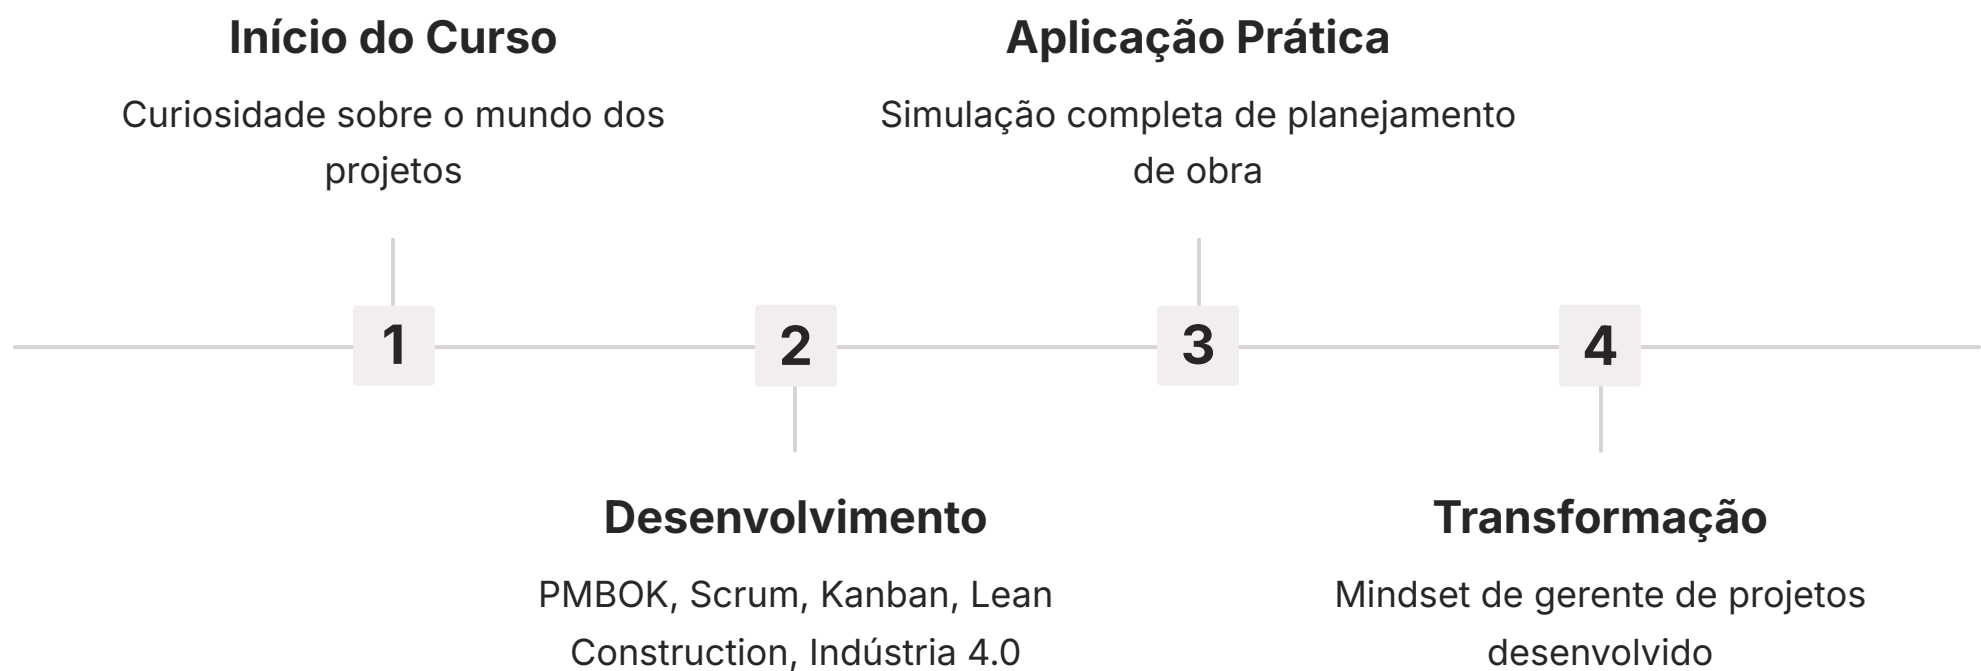 Início do Curso
Curiosidade sobre o mundo dos
projetos
1
2
Desenvolvimento
PMBOK, Scrum, Kanban, Lean
Construction, Indústria 4.0
Aplicação Prática
Simulação completa de planejamento
de obra
3
4
Transformação
Mindset de gerente de projetos
desenvolvido